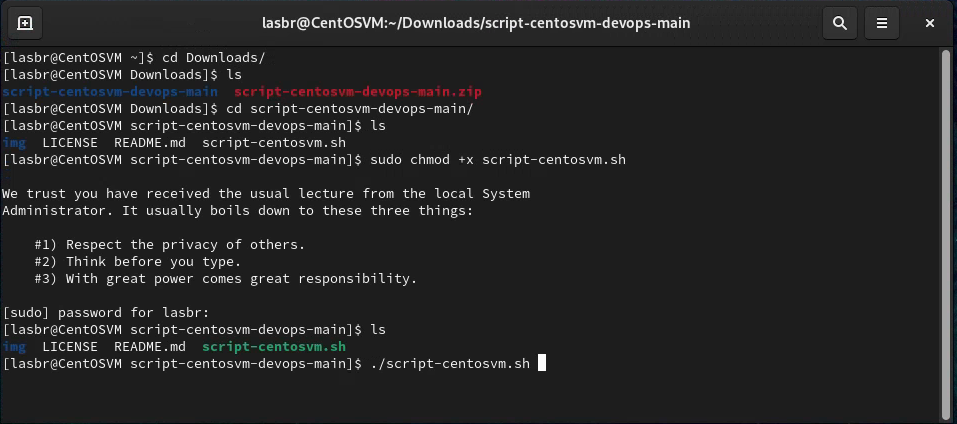 lasbr@CentOSVM:~/Downloads/script-centosvm-devops-main
[lasbr@CentOSVM ~]$ cd Downloads/
[lasbr@CentOSVM Downloads]$ ls
script-centosvm-devops-main  script-centosvm-devops-main.zip
[lasbr@CentOSVM Downloads]$ cd script-centosvm-devops-main/
[lasbr@CentOSVM script-centosvm-devops-main]$ ls
img  LICENSE  README.md  script-centosvm.sh
[lasbr@CentOSVM script-centosvm-devops-main]$ sudo chmod +x script-centosvm.sh
We trust you have received the usual lecture from the local System
Administrator. It usually boils down to these three things:
#1) Respect the privacy of others.
#2) Think before you type.
#3) With great power comes great responsibility.
[sudo] password for lasbr:
[lasbr@CentOSVM script-centosvm-devops-main]$ ls
img  LICENSE  README.md  script-centosvm.sh
[lasbr@CentOSVM script-centosvm-devops-main]$ ./script-centosvm.sh